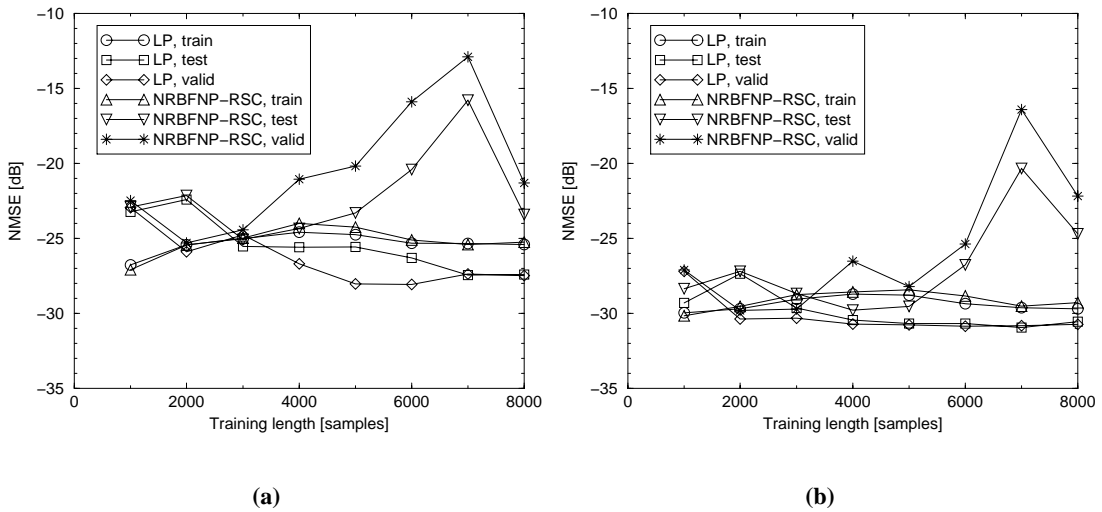 −10
−15
−20
−25
−30
−35
NMSE [dB]
0
2000
4000
6000
8000
Training length [samples]
LP, train
LP, test
LP, valid
NRBFNP−RSC, train
NRBFNP−RSC, test
NRBFNP−RSC, valid
(a)
−10
−15
−20
−25
−30
−35
NMSE [dB]
0
2000
4000
6000
8000
Training length [samples]
LP, train
LP, test
LP, valid
NRBFNP−RSC, train
NRBFNP−RSC, test
NRBFNP−RSC, valid
(b)